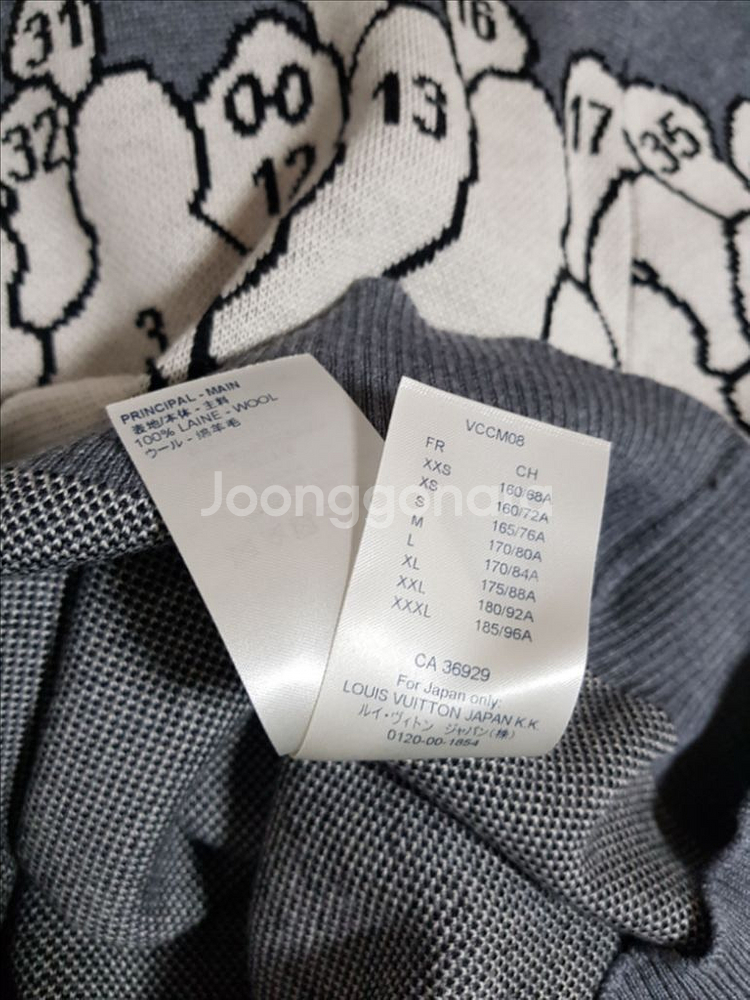 31
16
00
13
32
17
35
12
3
PRINCIPAL - MAIN
表地/本体 - 主料
100% LAINE - WOOL
ウール - 绵羊毛
Joonggonara
VCCM08
FR CH
XXS 160/68A
XS 160/72A
S 165/76A
M 170/80A
L 170/84A
XL 175/88A
XXL 180/92A
XXXL 185/96A
CA 36929
For Japan only:
LOUIS VUITTON JAPAN K.K.
ルイ・ヴィトン ジャパン(株)
0120-00-1854